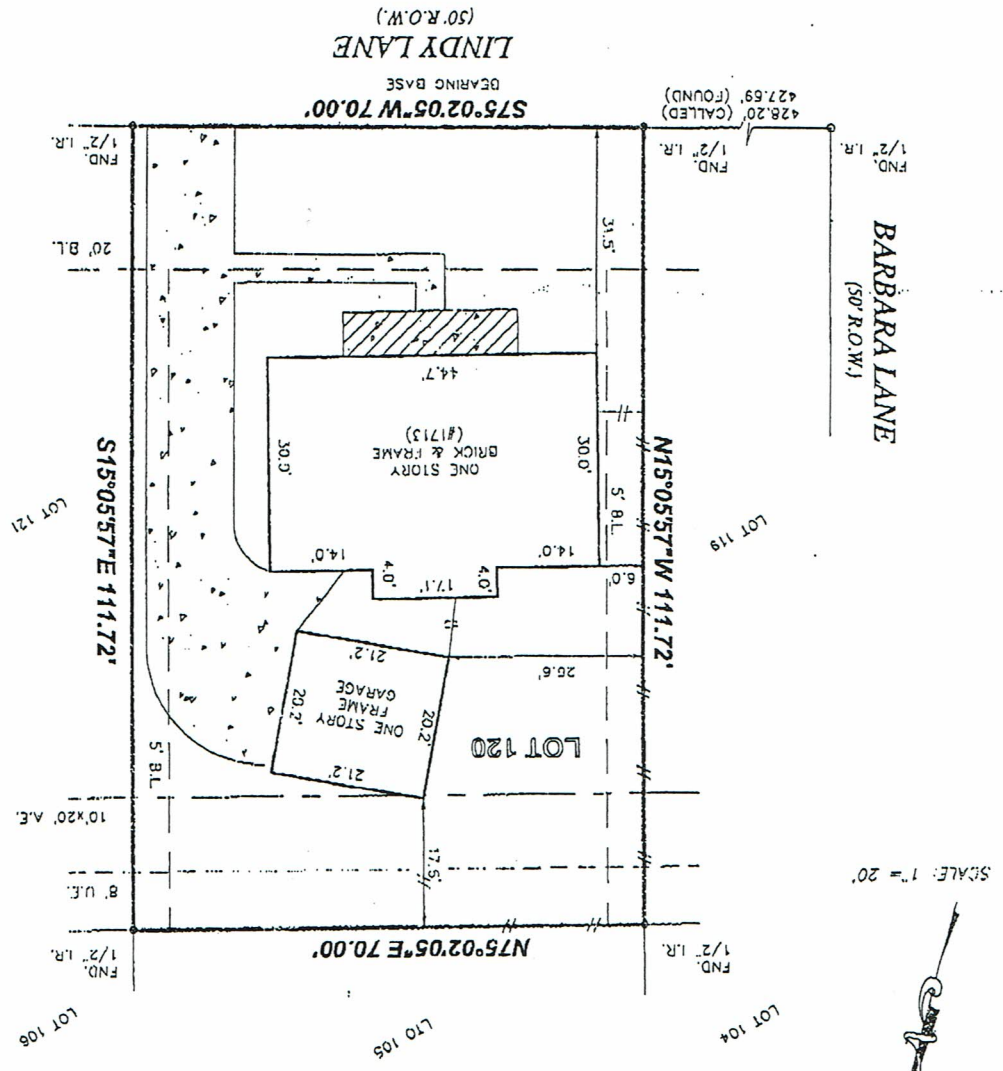 LINDY LANE
(50' R.O.W.)
S75°02'05"W 70.00'
BEARING BASE
428.20' (CALLED)
427.69' (FOUND)
FND.
1/2" I.R.
FND.
1/2" I.R.
FND.
1/2" I.R.
BARBARA LANE
(50' R.O.W.)
20' B.L.
31.5'
44.7'
ONE STORY
BRICK & FRAME
(#1713)
30.0'
30.0'
5' B.L.
N15°05'57"W 111.72'
S15°05'57"E 111.72'
LOT 121
LOT 119
14.0'
4.0'
17.1'
4.0'
14.0'
6.0'
21.2'
20.2'
ONE STORY
FRAME
GARAGE
20.2'
21.2'
LOT 120
5' B.L.
10'x20' A.E.
8' U.E.
17.5'
N75°02'05"E 70.00'
FND.
1/2" I.R.
FND.
1/2" I.R.
LOT 106
LTO 105
LOT 104
SCALE: 1" = 20'